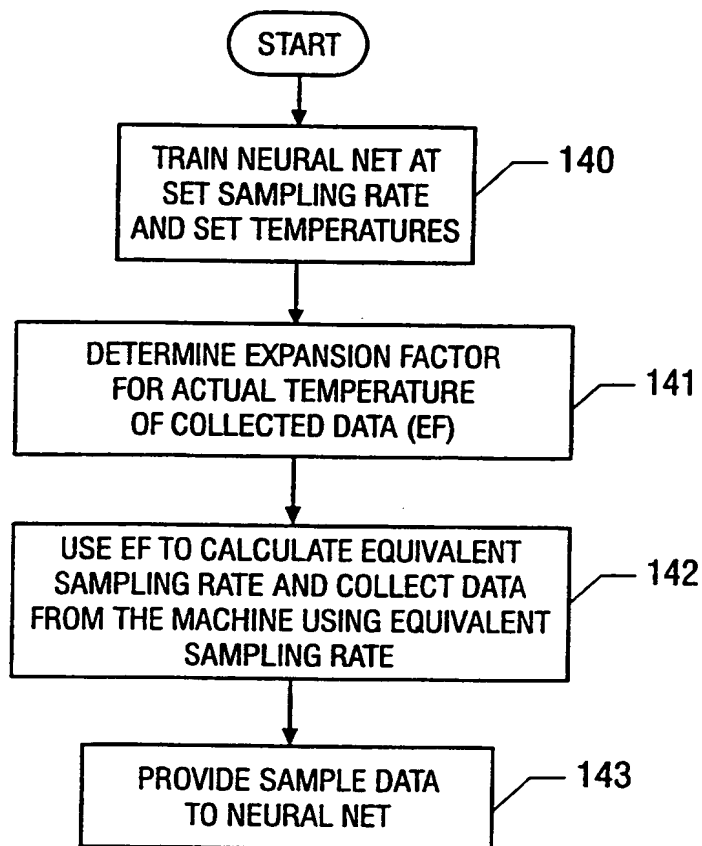 START
TRAIN NEURAL NET AT
SET SAMPLING RATE
AND SET TEMPERATURES
140
DETERMINE EXPANSION FACTOR
FOR ACTUAL TEMPERATURE
OF COLLECTED DATA (EF)
141
USE EF TO CALCULATE EQUIVALENT
SAMPLING RATE AND COLLECT DATA
FROM THE MACHINE USING EQUIVALENT
SAMPLING RATE
142
PROVIDE SAMPLE DATA
TO NEURAL NET
143